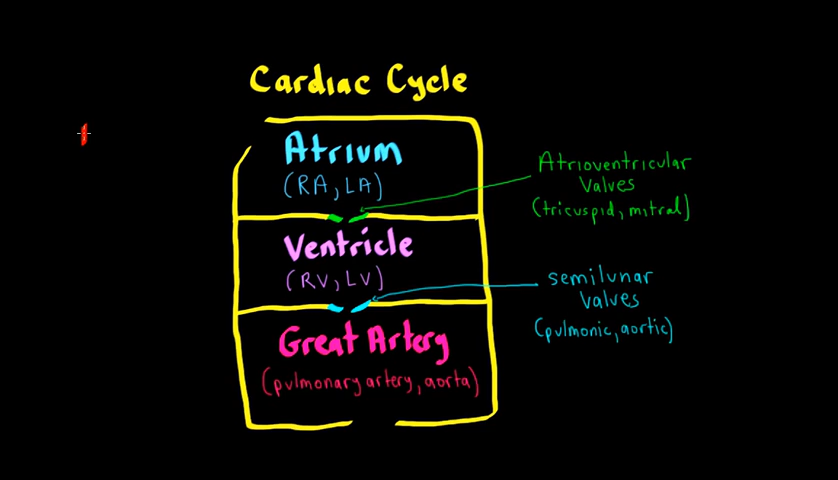 Cardiac Cycle
Atrium
(RA, LA)
Atrioventricular
Valves
(tricuspid, mitral)
Ventricle
(RV, LV)
semilunar
Valves
(pulmonic, aortic)
Great Artery
(pulmonary artery, aorta)